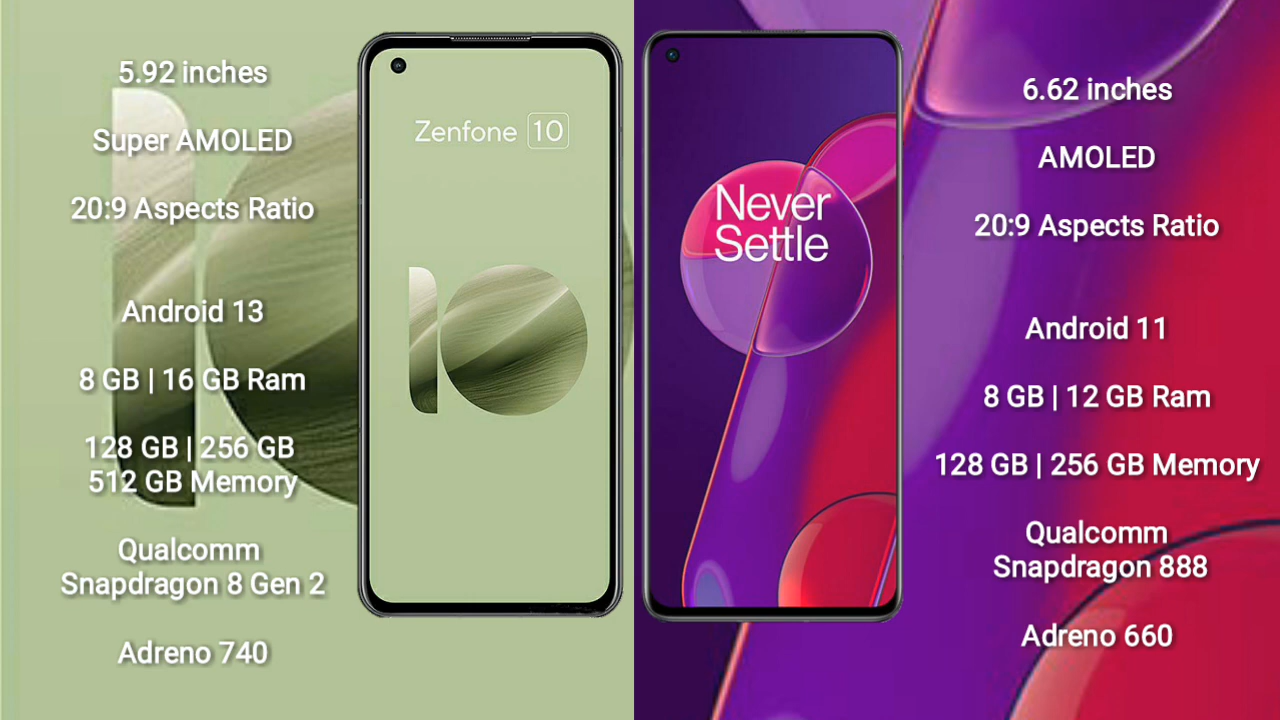 5.92 inches
Super AMOLED
20:9 Aspects Ratio
Android 13
8 GB | 16 GB Ram
128 GB | 256 GB
512 GB Memory
Qualcomm
Snapdragon 8 Gen 2
Adreno 740
Zenfone 10
10
Never
Settle
6.62 inches
AMOLED
20:9 Aspects Ratio
Android 11
8 GB | 12 GB Ram
128 GB | 256 GB Memory
Qualcomm
Snapdragon 888
Adreno 660